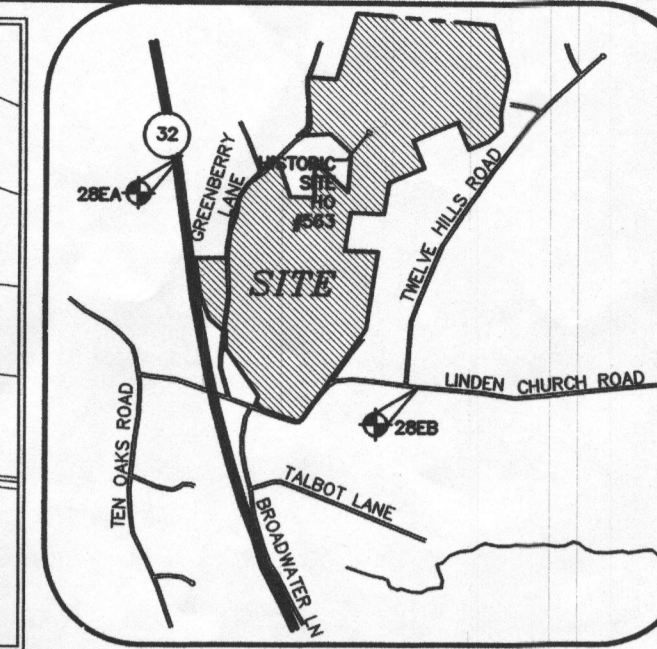 32
28EA
GREENBERRY
LANE
HISTORIC
SITE
HO
#563
SITE
TWELVE HILLS ROAD
LINDEN CHURCH ROAD
28EB
TEN OAKS ROAD
TALBOT LANE
BROADWATER LN